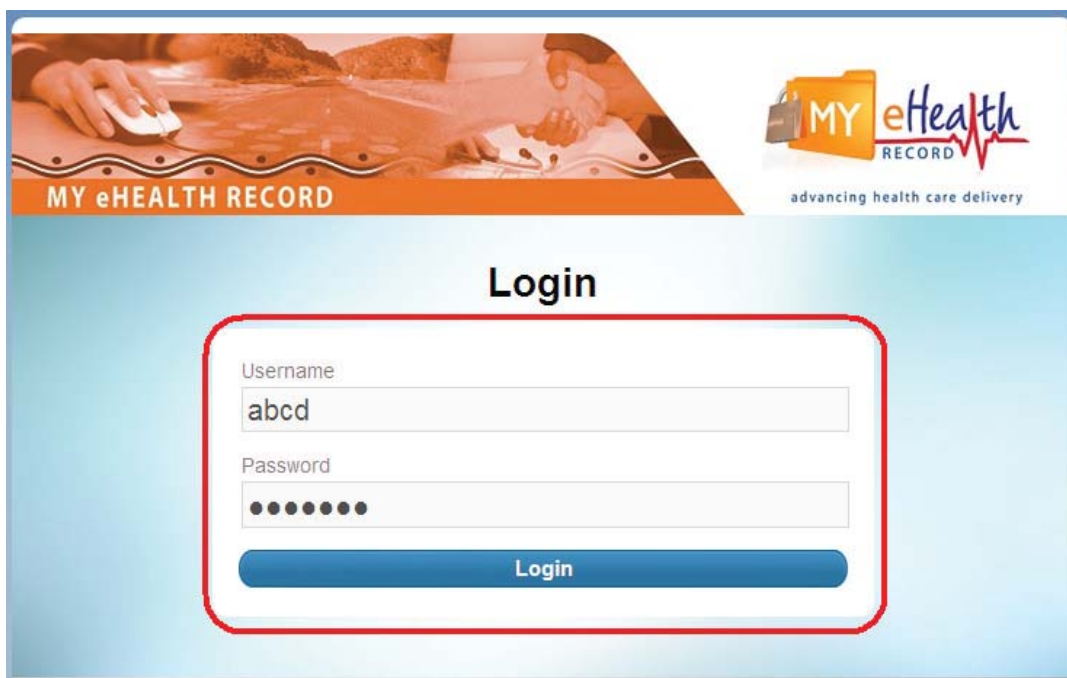 MY eHealth
RECORD
advancing health care delivery
MY eHEALTH RECORD
Login
Username
abcd
Password
●●●●●●●
Login